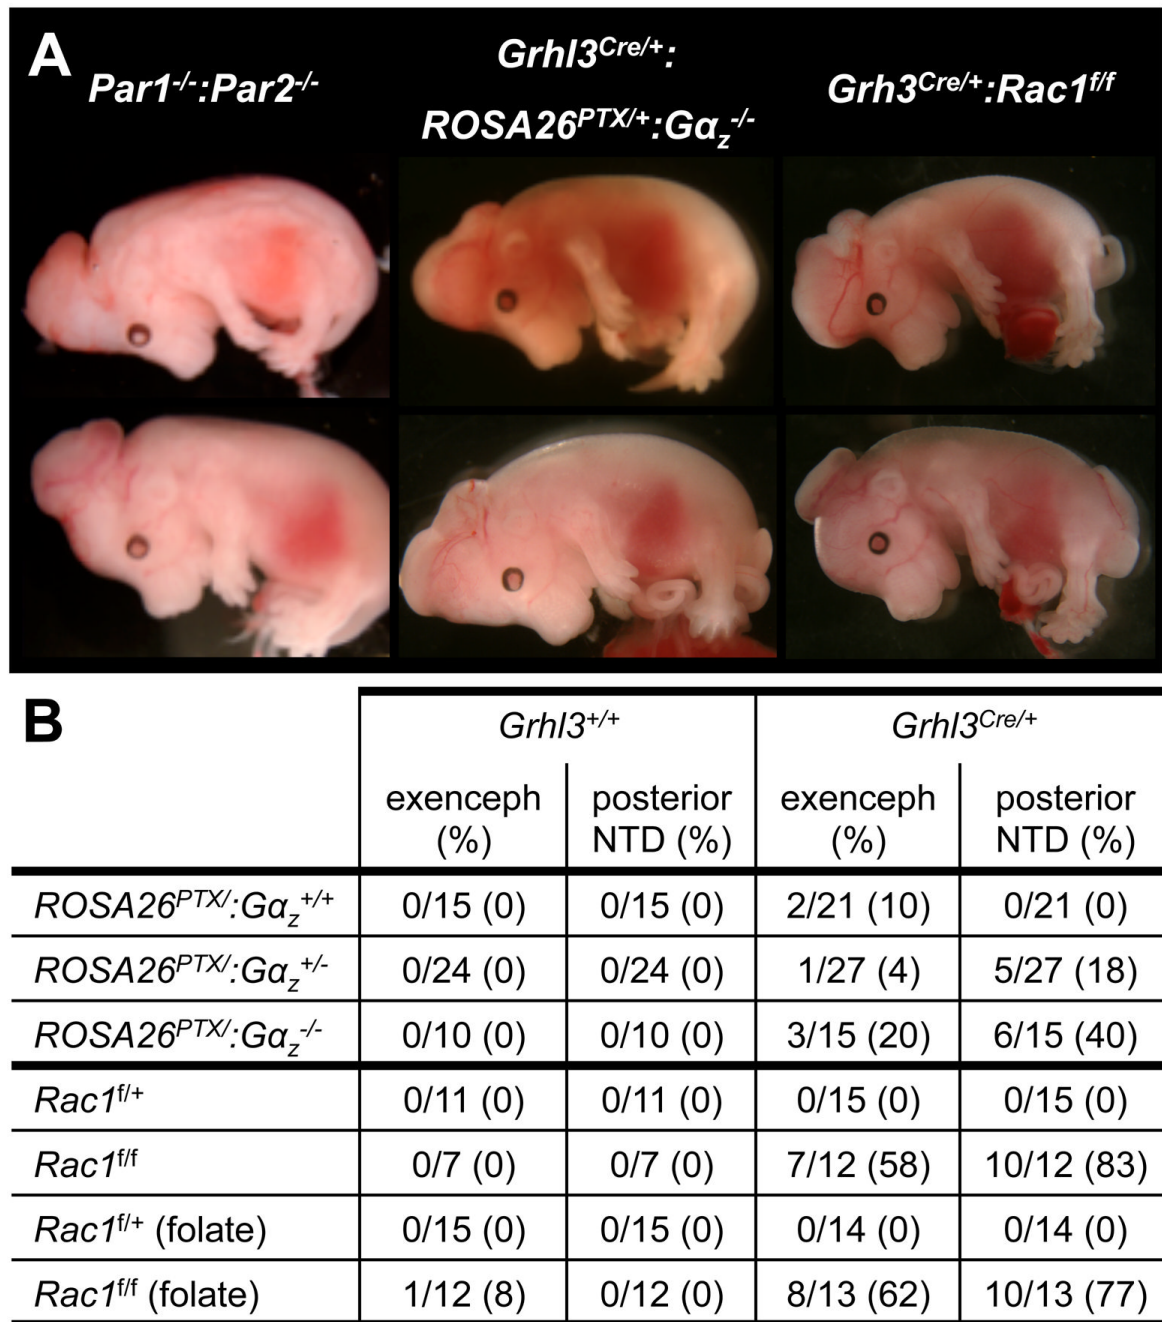 A
Par1-/-:Par2-/-
Grhl3Cre/+:
ROSA26PTX/+:Gαz-/-
Grh3Cre/+:Rac1f/f
B
Grhl3+/+ Grhl3Cre/+
exenceph (%) posterior NTD (%) exenceph (%) posterior NTD (%)
ROSA26PTX/:Gαz+/+ 0/15 (0) 0/15 (0) 2/21 (10) 0/21 (0)
ROSA26PTX/:Gαz+/- 0/24 (0) 0/24 (0) 1/27 (4) 5/27 (18)
ROSA26PTX/:Gαz-/- 0/10 (0) 0/10 (0) 3/15 (20) 6/15 (40)
Rac1f/+ 0/11 (0) 0/11 (0) 0/15 (0) 0/15 (0)
Rac1f/f 0/7 (0) 0/7 (0) 7/12 (58) 10/12 (83)
Rac1f/+ (folate) 0/15 (0) 0/15 (0) 0/14 (0) 0/14 (0)
Rac1f/f (folate) 1/12 (8) 0/12 (0) 8/13 (62) 10/13 (77)